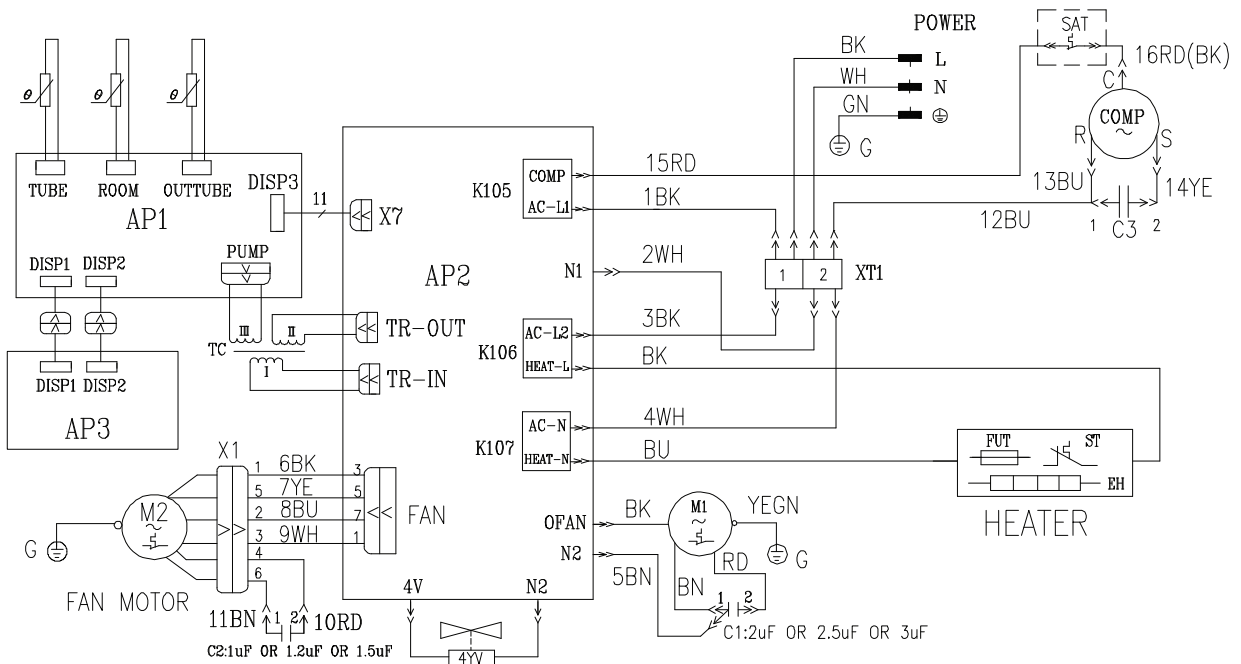 POWER
SAT
BK
L
16RD(BK)
WH
N
C
GN
COMP
G
R
S
θ
θ
θ
15RD
13BU
14YE
TUBE
ROOM
OUTTUBE
DISP3
11
X7
K105
COMP
AC-L1
1BK
12BU
1
C3
2
AP1
PUMP
DISP1
DISP2
AP2
N1
2WH
1
2
XT1
III
II
TR-OUT
TC
I
TR-IN
AC-L2
3BK
K106
HEAT-L
BK
DISP1
DISP2
AP3
AC-N
4WH
K107
HEAT-N
BU
FUT
ST
EH
HEATER
X1
1
6BK
3
5
7YE
5
2
8BU
7
3
9WH
1
4
6
FAN
M2
G
FAN MOTOR
11BN
1
2
10RD
C2:1uF OR 1.2uF OR 1.5uF
4V
N2
4YV
OFAN
BK
M1
YEGN
G
N2
5BN
BN
RD
1
2
C1:2uF OR 2.5uF OR 3uF